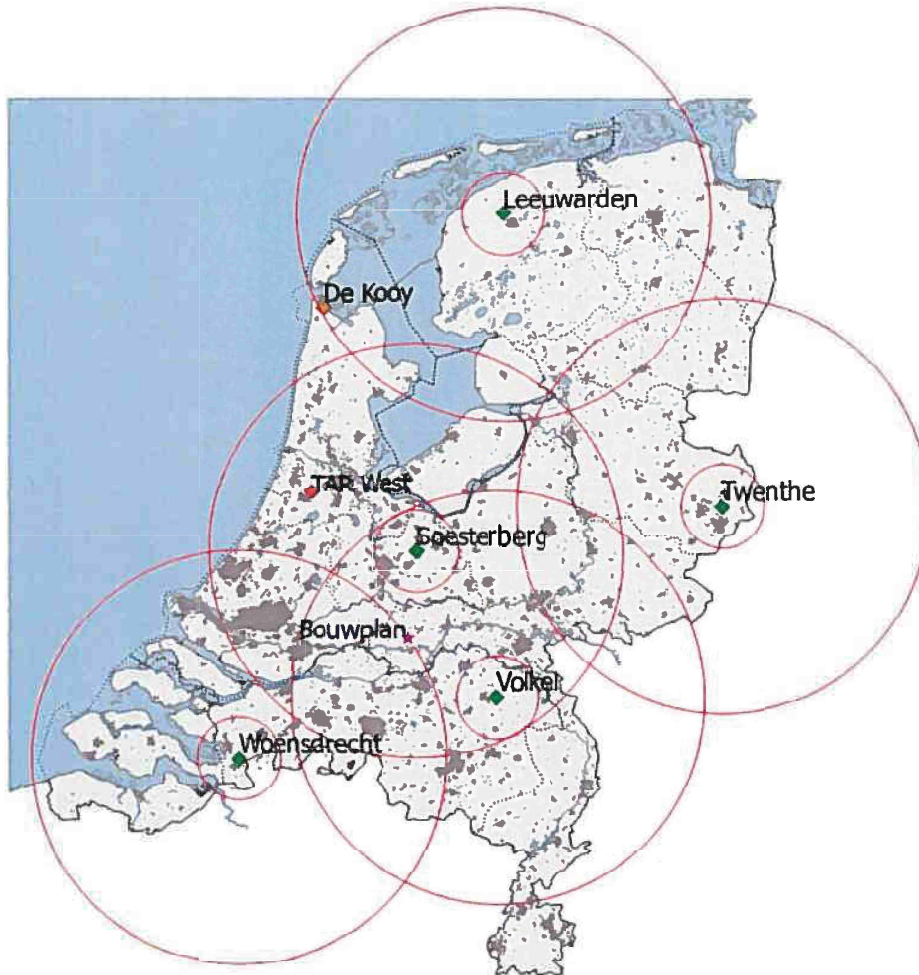 Leeuwarden
De Kooy
TAR West
Twenthe
Soesterberg
Bouwplan
Volkel
Woensdrecht